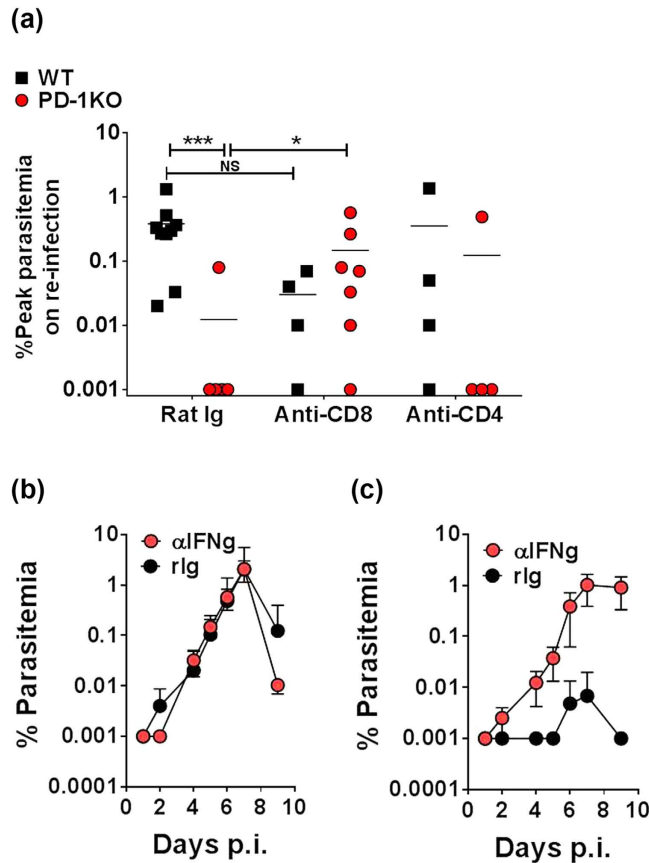 (a)
WT
PD-1KO
%Peak parasitemia
on re-infection
10
1
0.1
0.01
0.001
***
*
NS
Rat Ig Anti-CD8 Anti-CD4
(b)
αIFNg
rIg
% Parasitemia
10
1
0.1
0.01
0.001
0.0001
0 2 4 6 8 10
Days p.i.
(c)
αIFNg
rIg
% Parasitemia
10
1
0.1
0.01
0.001
0.0001
0 2 4 6 8 10
Days p.i.